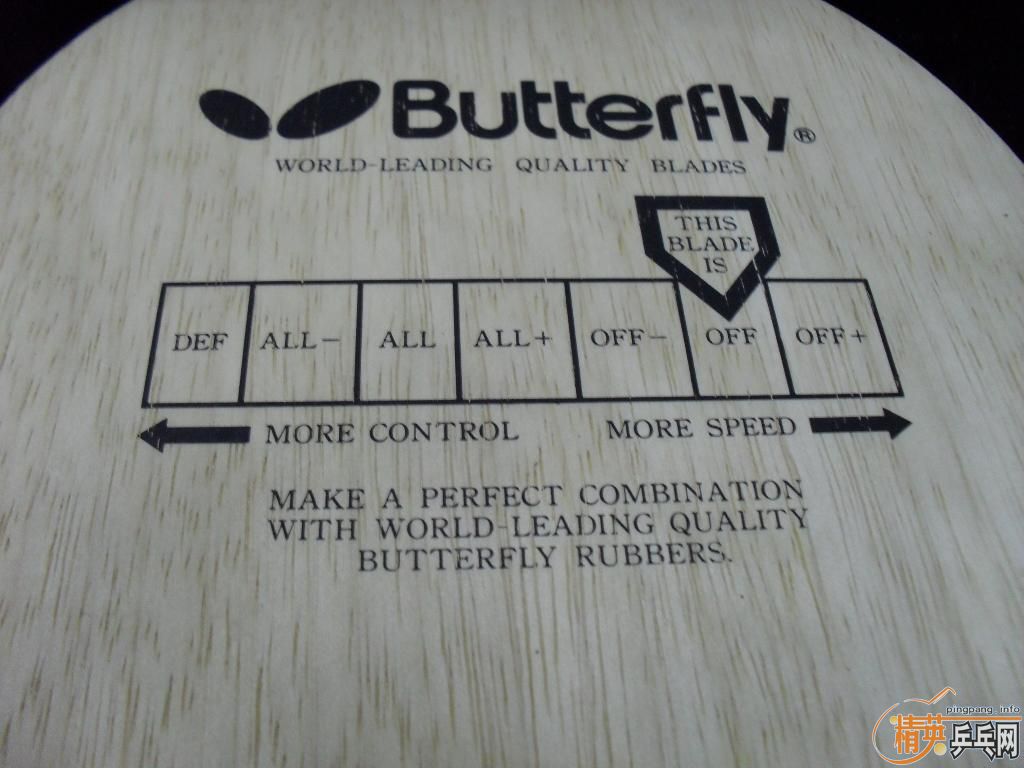 Butterfly®
WORLD-LEADING QUALITY BLADES
THIS
BLADE
IS
DEF ALL- ALL ALL+ OFF- OFF OFF+
MORE CONTROL MORE SPEED
MAKE A PERFECT COMBINATION
WITH WORLD-LEADING QUALITY
BUTTERFLY RUBBERS.
pingpang.info
精英乒乓网